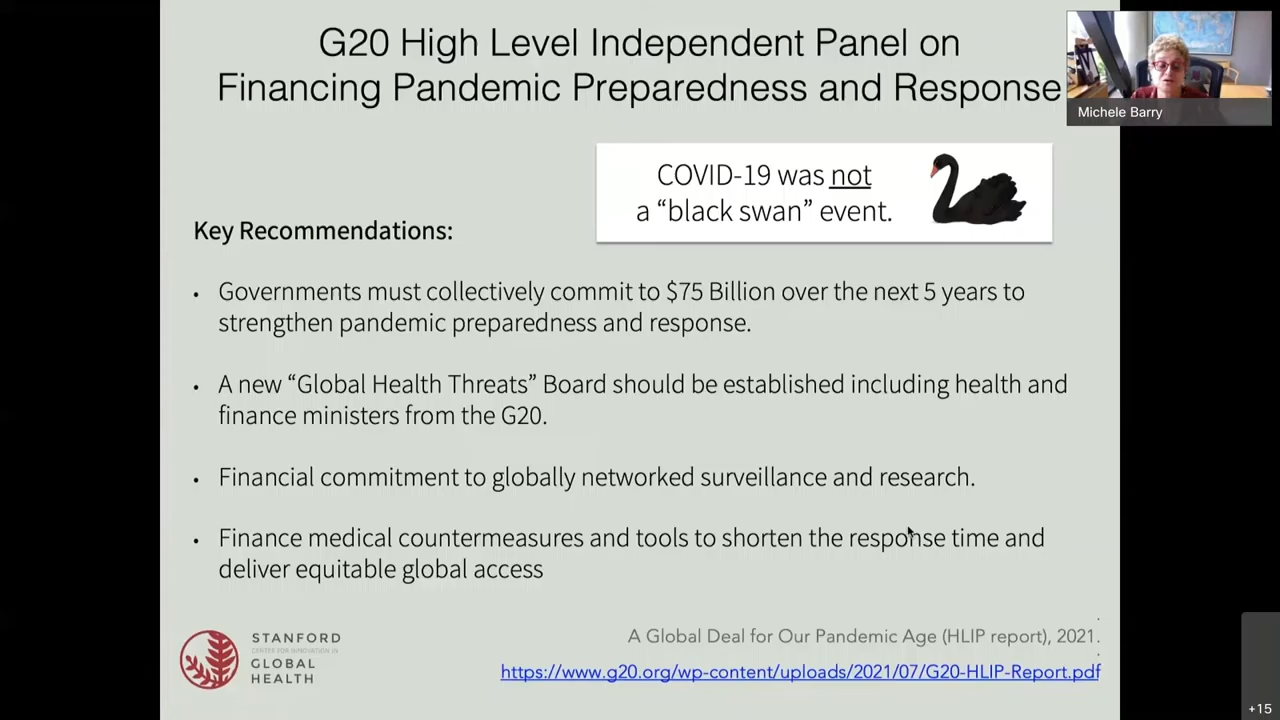 G20 High Level Independent Panel on
Financing Pandemic Preparedness and Response
Michele Barry
COVID-19 was not
a “black swan” event.
Key Recommendations:
• Governments must collectively commit to $75 Billion over the next 5 years to
strengthen pandemic preparedness and response.
• A new “Global Health Threats” Board should be established including health and
finance ministers from the G20.
• Financial commitment to globally networked surveillance and research.
• Finance medical countermeasures and tools to shorten the response time and
deliver equitable global access
STANFORD
CENTER FOR INNOVATION IN
GLOBAL
HEALTH
A Global Deal for Our Pandemic Age (HLIP report), 2021.
https://www.g20.org/wp-content/uploads/2021/07/G20-HLIP-Report.pdf
+15